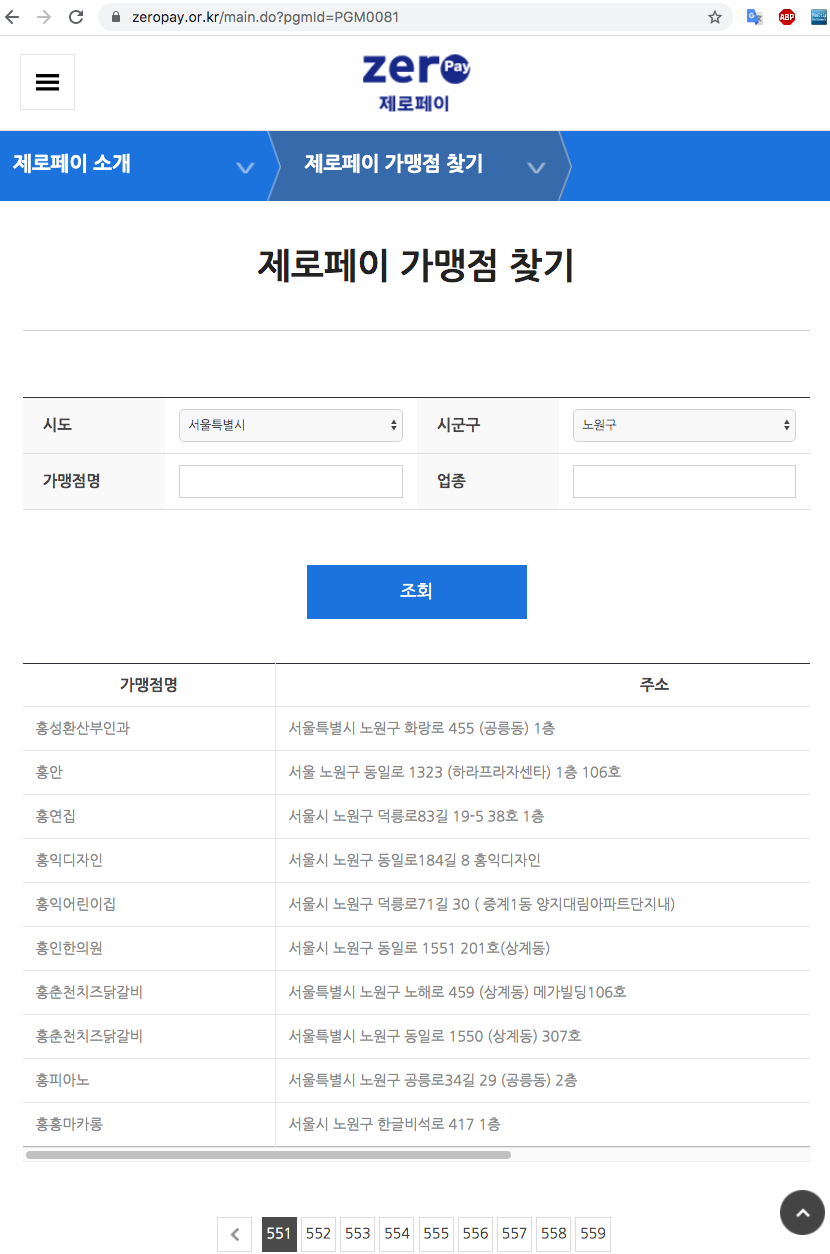 zeropay.or.kr/main.do?pgmId=PGM0081
ABP
zero Pay
제로페이
제로페이 소개
제로페이 가맹점 찾기
제로페이 가맹점 찾기
시도 서울특별시 시군구 노원구
가맹점명 업종
조회
가맹점명 주소
홍성환산부인과 서울특별시 노원구 화랑로 455 (공릉동) 1층
홍안 서울 노원구 동일로 1323 (하라프라자센타) 1층 106호
홍연집 서울시 노원구 덕릉로83길 19-5 38호 1층
홍익디자인 서울시 노원구 동일로184길 8 홍익디자인
홍익어린이집 서울시 노원구 덕릉로71길 30 ( 중계1동 양지대림아파트단지내)
홍인한의원 서울시 노원구 동일로 1551 201호(상계동)
홍춘천치즈닭갈비 서울특별시 노원구 노해로 459 (상계동) 메가빌딩106호
홍춘천치즈닭갈비 서울특별시 노원구 동일로 1550 (상계동) 307호
홍피아노 서울특별시 노원구 공릉로34길 29 (공릉동) 2층
홍홍마카롱 서울시 노원구 한글비석로 417 1층
551 552 553 554 555 556 557 558 559